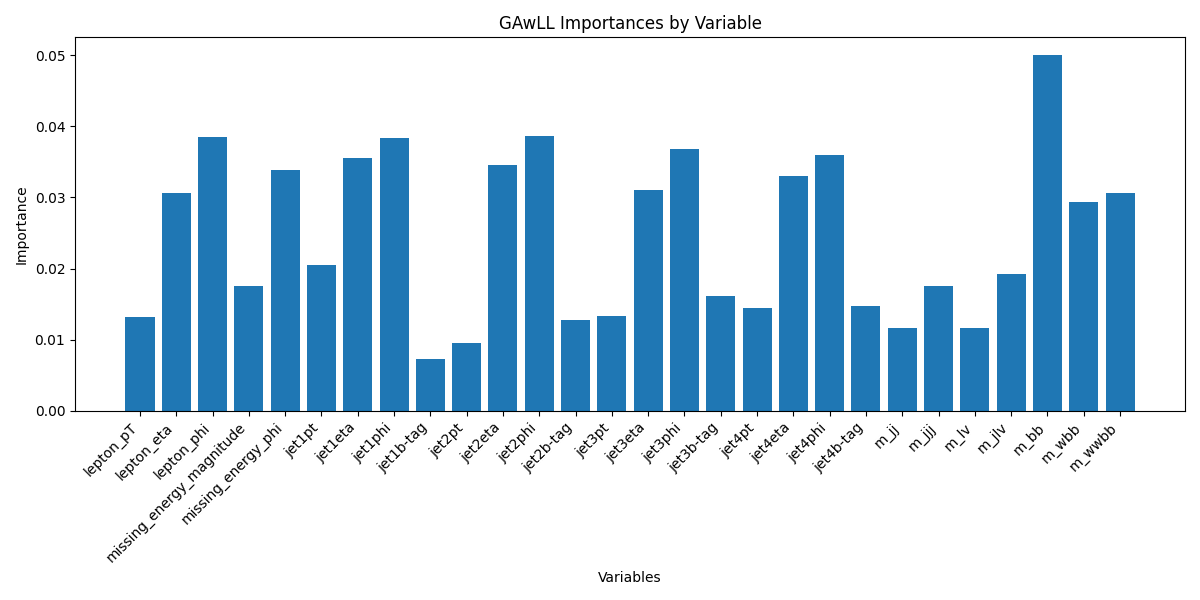 GAwLL Importances by Variable
Importance
0.05
0.04
0.03
0.02
0.01
0.00
lepton_pT
lepton_eta
lepton_phi
missing_energy_magnitude
missing_energy_phi
jet1pt
jet1eta
jet1phi
jet1b-tag
jet2pt
jet2eta
jet2phi
jet2b-tag
jet3pt
jet3eta
jet3phi
jet3b-tag
jet4pt
jet4eta
jet4phi
jet4b-tag
m_jj
m_jjj
m_lv
m_jlv
m_bb
m_wbb
m_wwbb
Variables